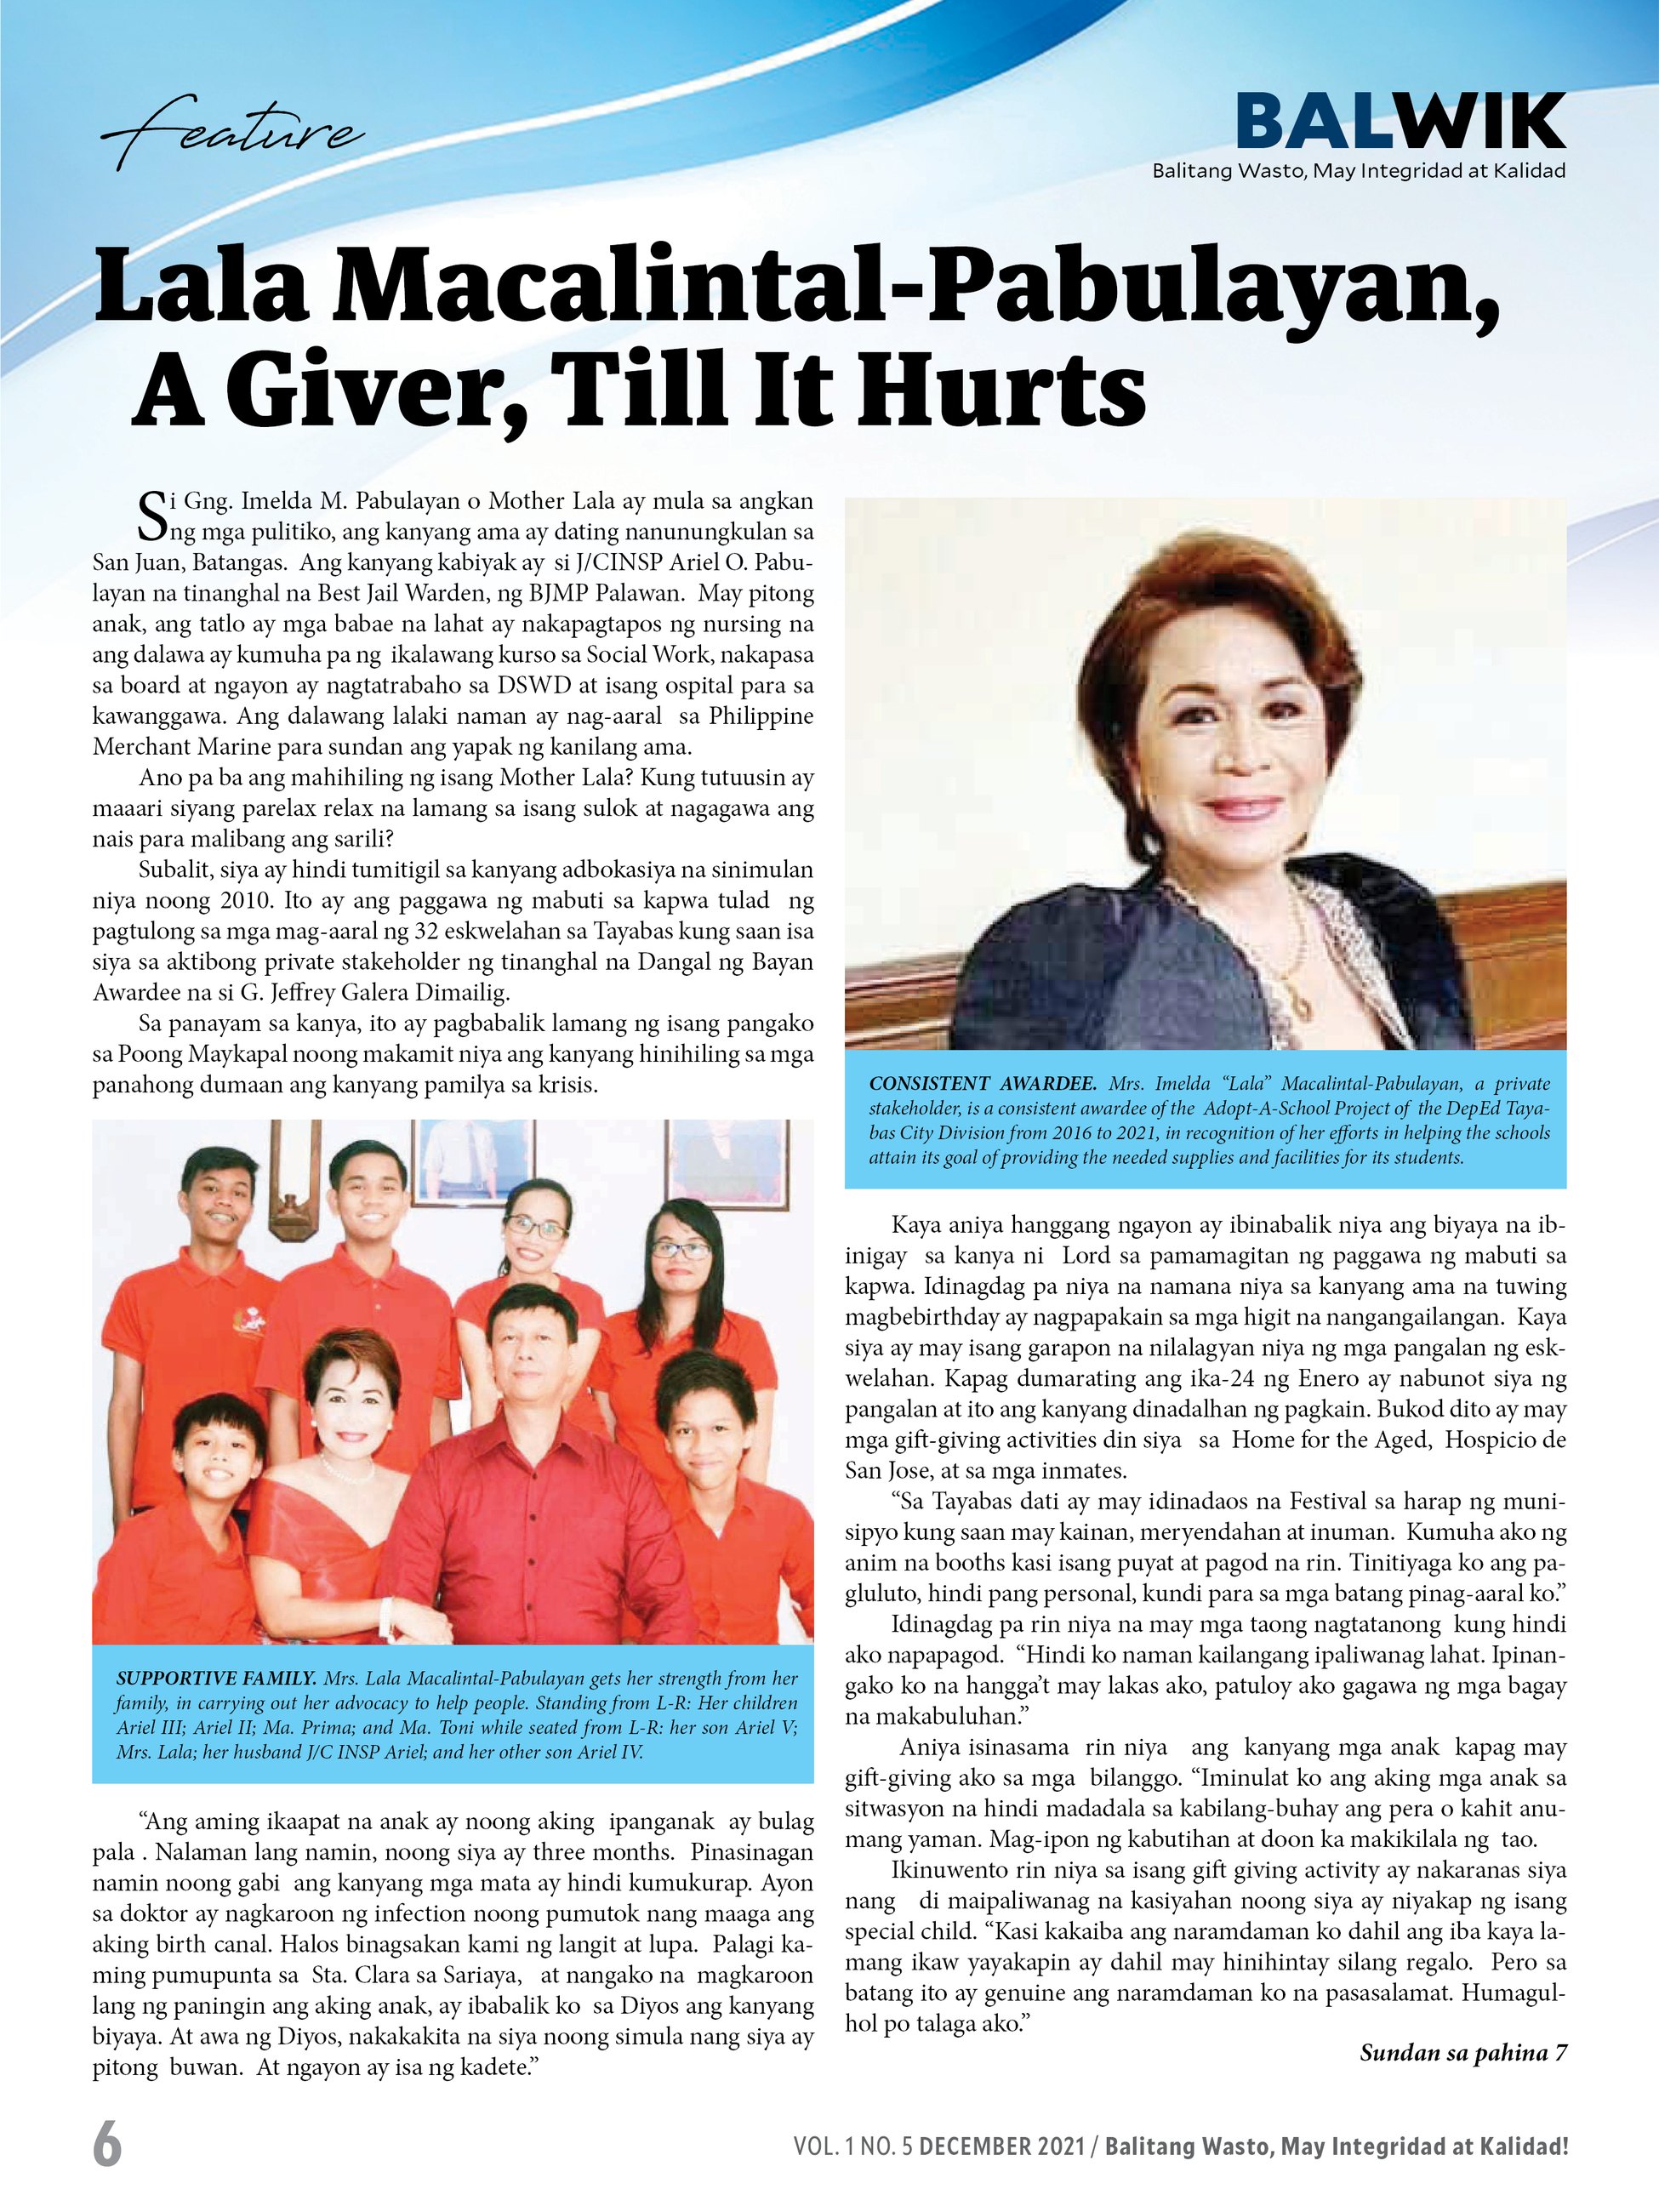 feature
BALWIK
Balitang Wasto, May Integridad at Kalidad
Lala Macalintal-Pabulayan,
A Giver, Till It Hurts
Si Gng. Imelda M. Pabulayan o Mother Lala ay mula sa angkan
ng mga pulitiko, ang kanyang ama ay dating nanunungkulan sa
San Juan, Batangas. Ang kanyang kabiyak ay si J/CINSP Ariel O. Pabu-
layan na tinanghal na Best Jail Warden, ng BJMP Palawan. May pitong
anak, ang tatlo ay mga babae na lahat ay nakapagtapos ng nursing na
ang dalawa ay kumuha pa ng ikalawang kurso sa Social Work, nakapasa
sa board at ngayon ay nagtatrabaho sa DSWD at isang ospital para sa
kawanggawa. Ang dalawang lalaki naman ay nag-aaral sa Philippine
Merchant Marine para sundan ang yapak ng kanilang ama.
Ano pa ba ang mahihiling ng isang Mother Lala? Kung tutuusin ay
maaari siyang parelax relax na lamang sa isang sulok at nagagawa ang
nais para malibang ang sarili?
Subalit, siya ay hindi tumitigil sa kanyang adbokasiya na sinimulan
niya noong 2010. Ito ay ang paggawa ng mabuti sa kapwa tulad ng
pagtulong sa mga mag-aaral ng 32 eskwelahan sa Tayabas kung saan isa
siya sa aktibong private stakeholder ng tinanghal na Dangal ng Bayan
Awardee na si G. Jeffrey Galera Dimailig.
Sa panayam sa kanya, ito ay pagbabalik lamang ng isang pangako
sa Poong Maykapal noong makamit niya ang kanyang hinihiling sa mga
panahong dumaan ang kanyang pamilya sa krisis.
SUPPORTIVE FAMILY. Mrs. Lala Macalintal-Pabulayan gets her strength from her
family, in carrying out her advocacy to help people. Standing from L-R: Her children
Ariel III; Ariel II; Ma. Prima; and Ma. Toni while seated from L-R: her son Ariel V;
Mrs. Lala; her husband J/C INSP Ariel; and her other son Ariel IV.
“Ang aming ikaapat na anak ay noong aking ipanganak ay bulag
pala . Nalaman lang namin, noong siya ay three months. Pinasinagan
namin noong gabi ang kanyang mga mata ay hindi kumukurap. Ayon
sa doktor ay nagkaroon ng infection noong pumutok nang maaga ang
aking birth canal. Halos binagsakan kami ng langit at lupa. Palagi ka-
ming pumupunta sa Sta. Clara sa Sariaya, at nangako na magkaroon
lang ng paningin ang aking anak, ay ibabalik ko sa Diyos ang kanyang
biyaya. At awa ng Diyos, nakakakita na siya noong simula nang siya ay
pitong buwan. At ngayon ay isa ng kadete.”
CONSISTENT AWARDEE. Mrs. Imelda “Lala” Macalintal-Pabulayan, a private
stakeholder, is a consistent awardee of the Adopt-A-School Project of the DepEd Taya-
bas City Division from 2016 to 2021, in recognition of her efforts in helping the schools
attain its goal of providing the needed supplies and facilities for its students.
Kaya aniya hanggang ngayon ay ibinabalik niya ang biyaya na ib-
inigay sa kanya ni Lord sa pamamagitan ng paggawa ng mabuti sa
kapwa. Idinagdag pa niya na namana niya sa kanyang ama na tuwing
magbebirthday ay nagpapakain sa mga higit na nangangailangan. Kaya
siya ay may isang garapon na nilalagyan niya ng mga pangalan ng esk-
welahan. Kapag dumarating ang ika-24 ng Enero ay nabunot siya ng
pangalan at ito ang kanyang dinadalhan ng pagkain. Bukod dito ay may
mga gift-giving activities din siya sa Home for the Aged, Hospicio de
San Jose, at sa mga inmates.
“Sa Tayabas dati ay may idinadaos na Festival sa harap ng muni-
sipyo kung saan may kainan, meryendahan at inuman. Kumuha ako ng
anim na booths kasi isang puyat at pagod na rin. Tinitiyaga ko ang pa-
gluluto, hindi pang personal, kundi para sa mga batang pinag-aaral ko.”
Idinagdag pa rin niya na may mga taong nagtatanong kung hindi
ako napapagod. “Hindi ko naman kailangang ipaliwanag lahat. Ipinan-
gako ko na hangga’t may lakas ako, patuloy ako gagawa ng mga bagay
na makabuluhan.”
Aniya isinasama rin niya ang kanyang mga anak kapag may
gift-giving ako sa mga bilanggo. “Iminulat ko ang aking mga anak sa
sitwasyon na hindi madadala sa kabilang-buhay ang pera o kahit anu-
mang yaman. Mag-ipon ng kabutihan at doon ka makikilala ng tao.
Ikinuwento rin niya sa isang gift giving activity ay nakaranas siya
nang di maipaliwanag na kasiyahan noong siya ay niyakap ng isang
special child. “Kasi kakaiba ang naramdaman ko dahil ang iba kaya la-
mang ikaw yayakapin ay dahil may hinihintay silang regalo. Pero sa
batang ito ay genuine ang naramdaman ko na pasasalamat. Humagul-
hol po talaga ako.”
Sundan sa pahina 7
6
VOL. 1 NO. 5 DECEMBER 2021 / Balitang Wasto, May Integridad at Kalidad!